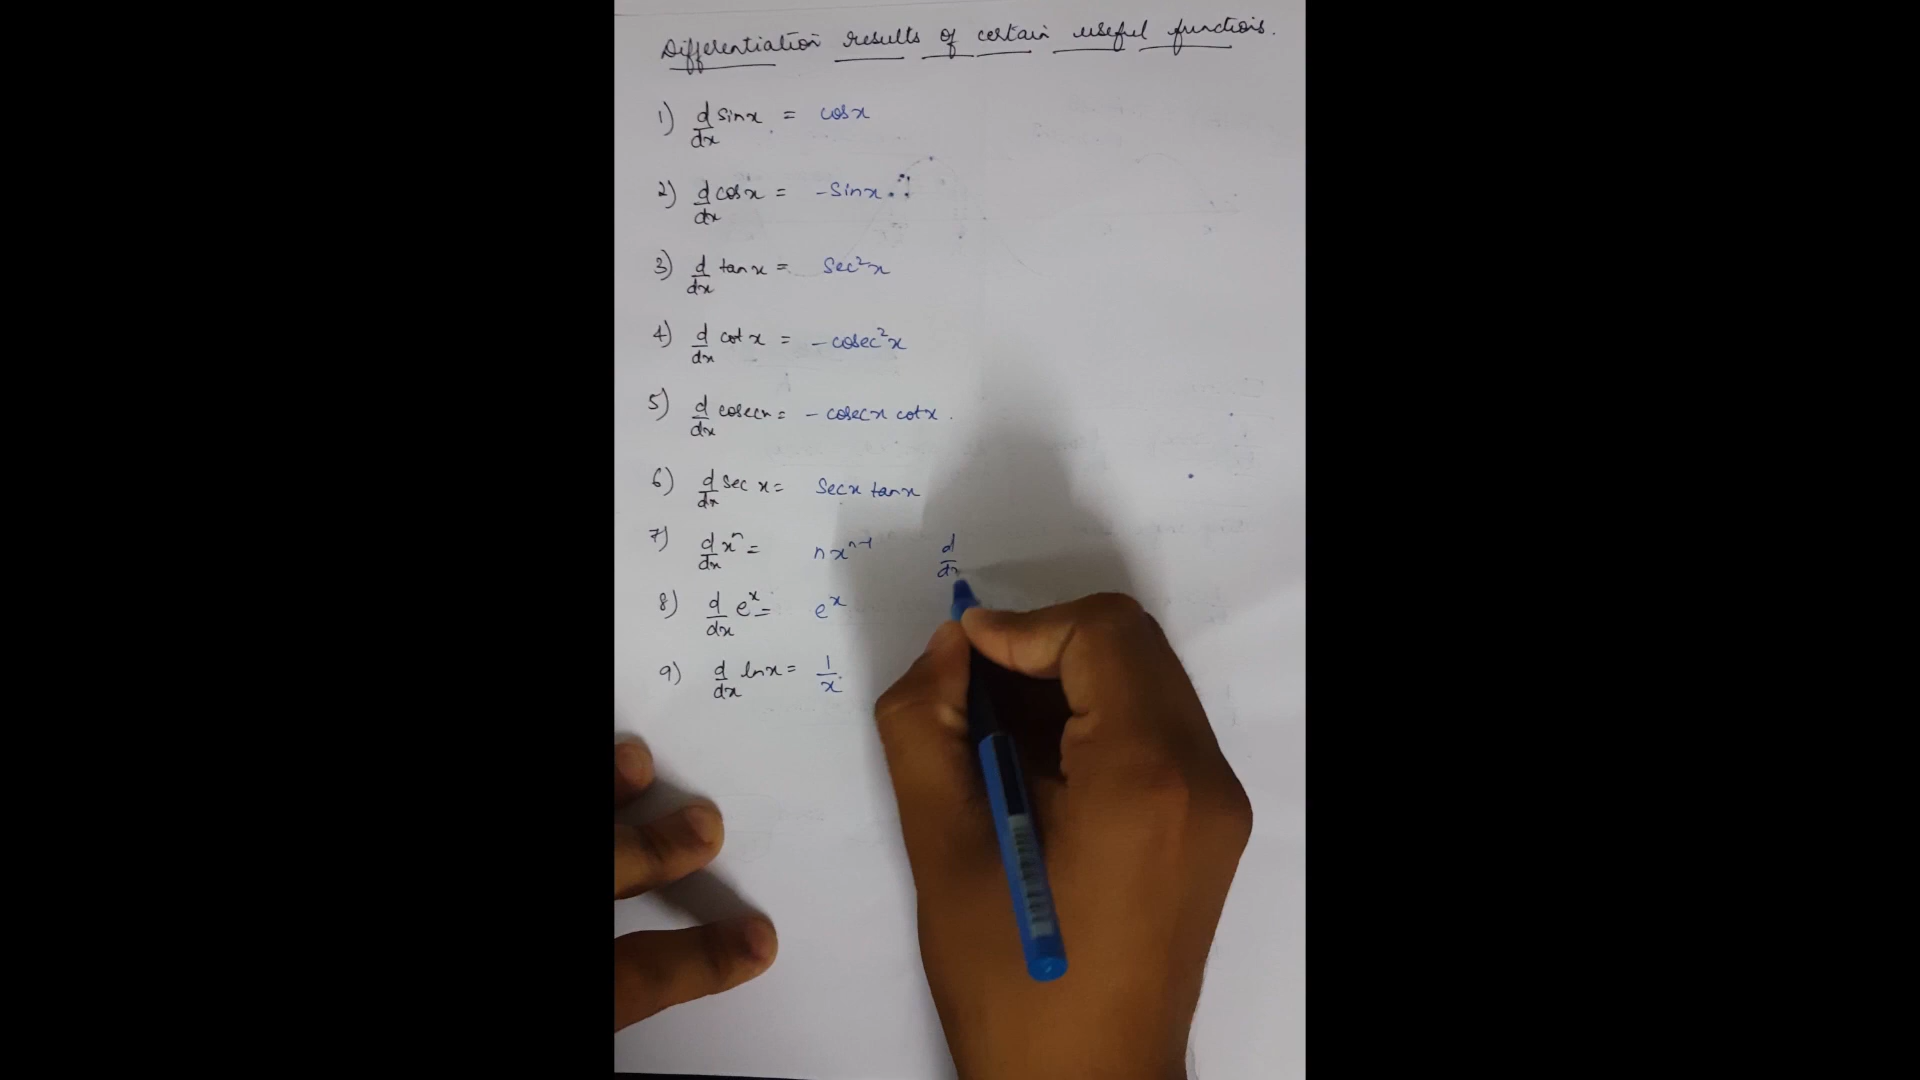 Differentiation results of certain useful functions.
1) d/dx sinx = cosx
2) d/dx cosx = -Sinx
3) d/dx tanx = Sec²x
4) d/dx cotx = -cosec²x
5) d/dx cosecx = -cosecx cotx.
6) d/dx Sec x = Secx tanx
7) d/dx xⁿ = nxⁿ⁻¹ d/dx
8) d/dx eˣ = eˣ
9) d/dx lnx = 1/x